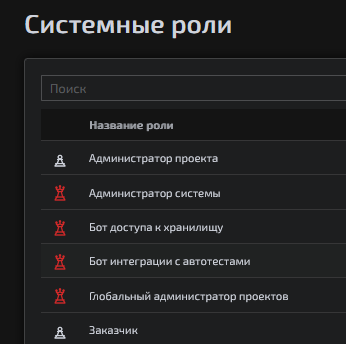 Системные роли
Поиск
Название роли
Администратор проекта
Администратор системы
Бот доступа к хранилищу
Бот интеграции с автотестами
Глобальный администратор проектов
Заказчик